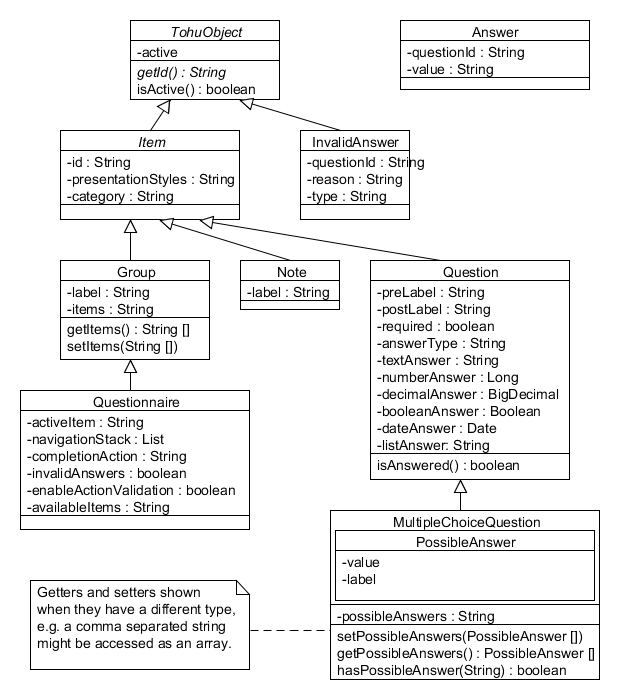 TohuObject
-active
getId() : String
isActive() : boolean
Answer
-questionId : String
-value : String
Item
-id : String
-presentationStyles : String
-category : String
InvalidAnswer
-questionId : String
-reason : String
-type : String
Group
-label : String
-items : String
getItems() : String []
setItems(String [])
Note
-label : String
Question
-preLabel : String
-postLabel : String
-required : boolean
-answerType : String
-textAnswer : String
-numberAnswer : Long
-decimalAnswer : BigDecimal
-booleanAnswer : Boolean
-dateAnswer : Date
-listAnswer: String
isAnswered() : boolean
Questionnaire
-activeItem : String
-navigationStack : List
-completionAction : String
-invalidAnswers : boolean
-enableActionValidation : boolean
-availableItems : String
MultipleChoiceQuestion
PossibleAnswer
-value
-label
-possibleAnswers : String
setPossibleAnswers(PossibleAnswer [])
getPossibleAnswers() : PossibleAnswer []
hasPossibleAnswer(String) : boolean
Getters and setters shown
when they have a different type,
e.g. a comma separated string
might be accessed as an array.